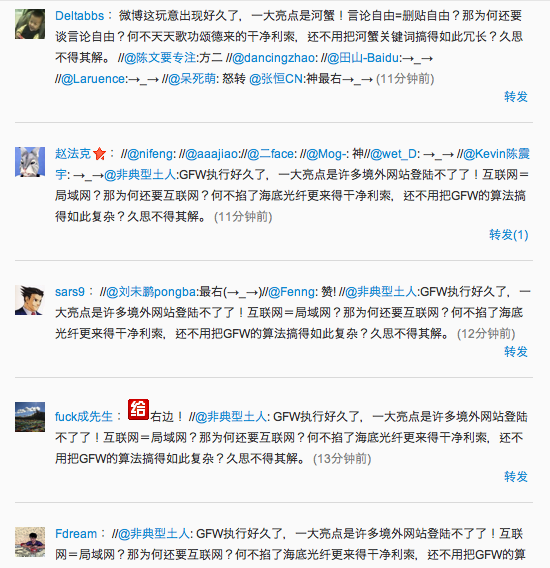 Deltabbs： 微博这玩意出现好久了，一大亮点是河蟹！言论自由=删贴自由？那为何还要
谈言论自由？何不天天歌功颂德来的干净利索，还不用把河蟹关键词搞得如此冗长？久思
不得其解。 //@陈文要专注:方二 //@dancingzhao: //@田山-Baidu:→_→
//@Laruence:→_→ //@呆死萌: 怒转 @张恒CN:神最右→_→ (11分钟前)
转发
赵法克： //@nifeng: //@aaajiao://@二face: //@Mog-: 神//@wet_D: →_→ //@Kevin陈震
宇: →_→@非典型土人:GFW执行好久了，一大亮点是许多境外网站登陆不了了！互联网＝
局域网？那为何还要互联网？何不掐了海底光纤更来得干净利索，还不用把GFW的算法搞
得如此复杂？久思不得其解。 (11分钟前)
转发(1)
sars9： //@刘未鹏pongba:最右(→_→)//@Fenng: 赞! //@非典型土人:GFW执行好久了，一
大亮点是许多境外网站登陆不了了！互联网＝局域网？那为何还要互联网？何不掐了海底
光纤更来得干净利索，还不用把GFW的算法搞得如此复杂？久思不得其解。 (12分钟前)
转发
fuck成先生： 给右边！ //@非典型土人: GFW执行好久了，一大亮点是许多境外网站登陆
不了了！互联网＝局域网？那为何还要互联网？何不掐了海底光纤更来得干净利索，还不
用把GFW的算法搞得如此复杂？久思不得其解。 (13分钟前)
转发
Fdream： //@非典型土人: GFW执行好久了，一大亮点是许多境外网站登陆不了了！互联
网＝局域网？那为何还要互联网？何不掐了海底光纤更来得干净利索，还不用把GFW的算